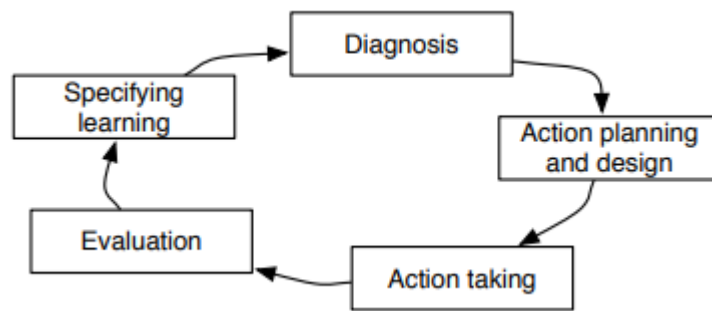 Diagnosis
Specifying
learning
Action planning
and design
Evaluation
Action taking